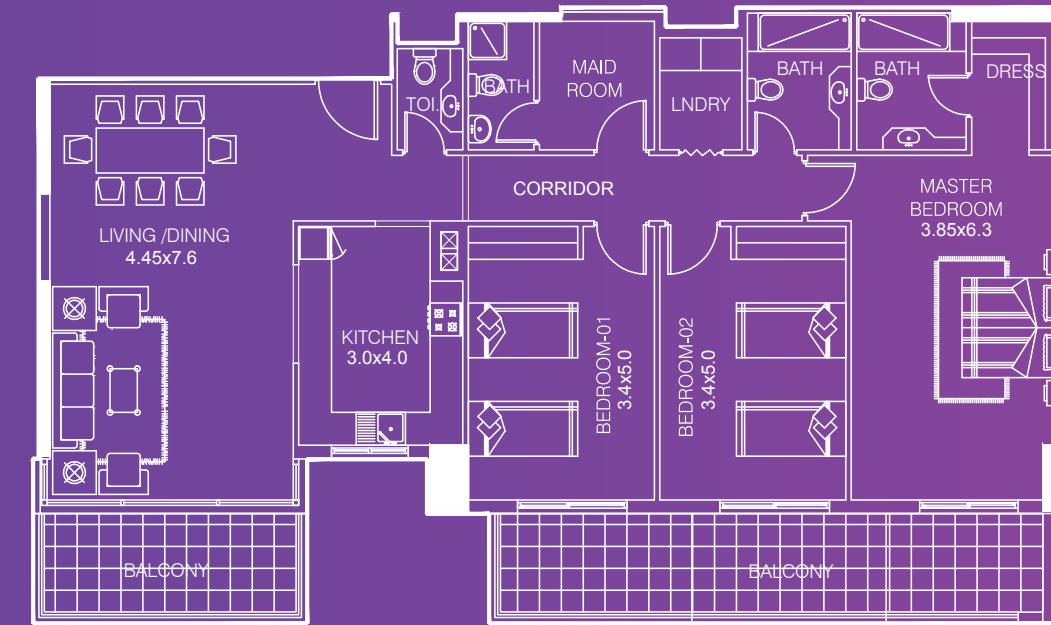 TOI.
BATH
MAID
ROOM
LNDRY
BATH
BATH
DRESS
CORRIDOR
MASTER
BEDROOM
3.85x6.3
LIVING /DINING
4.45x7.6
KITCHEN
3.0x4.0
BEDROOM-01
3.4x5.0
BEDROOM-02
3.4x5.0
BALCONY
BALCONY